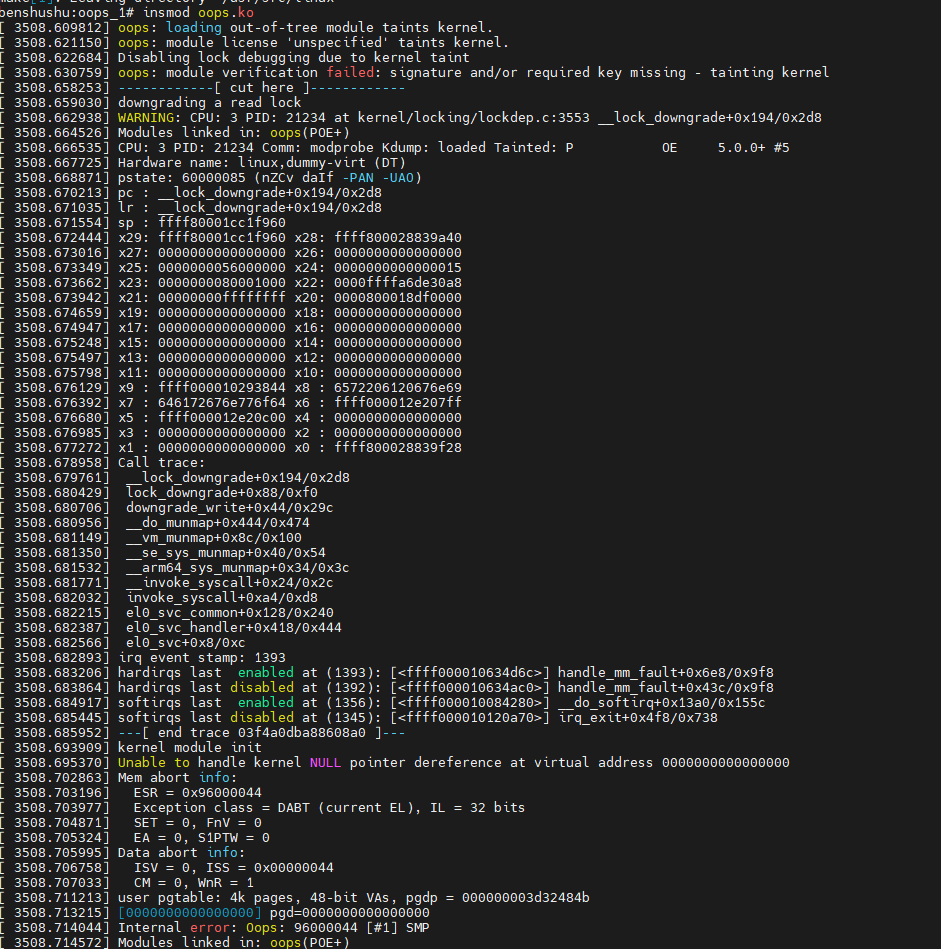 make[1]: Leaving directory '/usr/src/linux'
benshushu:oops_1# insmod oops.ko
[ 3508.609812] oops: loading out-of-tree module taints kernel.
[ 3508.621150] oops: module license 'unspecified' taints kernel.
[ 3508.622684] Disabling lock debugging due to kernel taint
[ 3508.630759] oops: module verification failed: signature and/or required key missing - tainting kernel
[ 3508.658253] ------------[ cut here ]------------
[ 3508.659030] downgrading a read lock
[ 3508.662938] WARNING: CPU: 3 PID: 21234 at kernel/locking/lockdep.c:3553 __lock_downgrade+0x194/0x2d8
[ 3508.664526] Modules linked in: oops(POE+)
[ 3508.666535] CPU: 3 PID: 21234 Comm: modprobe Kdump: loaded Tainted: P           OE     5.0.0+ #5
[ 3508.667725] Hardware name: linux,dummy-virt (DT)
[ 3508.668871] pstate: 60000085 (nZCv daIf -PAN -UAO)
[ 3508.670213] pc : __lock_downgrade+0x194/0x2d8
[ 3508.671035] lr : __lock_downgrade+0x194/0x2d8
[ 3508.671554] sp : ffff80001cc1f960
[ 3508.672444] x29: ffff80001cc1f960 x28: ffff800028839a40
[ 3508.673016] x27: 0000000000000000 x26: 0000000000000000
[ 3508.673349] x25: 0000000056000000 x24: 0000000000000015
[ 3508.673662] x23: 0000000080001000 x22: 0000ffffa6de30a8
[ 3508.673942] x21: 00000000ffffffff x20: 0000800018df0000
[ 3508.674659] x19: 0000000000000000 x18: 0000000000000000
[ 3508.674947] x17: 0000000000000000 x16: 0000000000000000
[ 3508.675248] x15: 0000000000000000 x14: 0000000000000000
[ 3508.675497] x13: 0000000000000000 x12: 0000000000000000
[ 3508.675798] x11: 0000000000000000 x10: 0000000000000000
[ 3508.676129] x9 : ffff000010293844 x8 : 6572206120676e69
[ 3508.676392] x7 : 646172676e776f64 x6 : ffff000012e207ff
[ 3508.676680] x5 : ffff000012e20c00 x4 : 0000000000000000
[ 3508.676985] x3 : 0000000000000000 x2 : 0000000000000000
[ 3508.677272] x1 : 0000000000000000 x0 : ffff800028839f28
[ 3508.678958] Call trace:
[ 3508.679761]  __lock_downgrade+0x194/0x2d8
[ 3508.680429]  lock_downgrade+0x88/0xf0
[ 3508.680706]  downgrade_write+0x44/0x29c
[ 3508.680956]  __do_munmap+0x444/0x474
[ 3508.681149]  __vm_munmap+0x8c/0x100
[ 3508.681350]  __se_sys_munmap+0x40/0x54
[ 3508.681532]  __arm64_sys_munmap+0x34/0x3c
[ 3508.681771]  __invoke_syscall+0x24/0x2c
[ 3508.682032]  invoke_syscall+0xa4/0xd8
[ 3508.682215]  el0_svc_common+0x128/0x240
[ 3508.682387]  el0_svc_handler+0x418/0x444
[ 3508.682566]  el0_svc+0x8/0xc
[ 3508.682893] irq event stamp: 1393
[ 3508.683206] hardirqs last  enabled at (1393): [<ffff000010634d6c>] handle_mm_fault+0x6e8/0x9f8
[ 3508.683864] hardirqs last disabled at (1392): [<ffff000010634ac0>] handle_mm_fault+0x43c/0x9f8
[ 3508.684917] softirqs last  enabled at (1356): [<ffff000010084280>] __do_softirq+0x13a0/0x155c
[ 3508.685445] softirqs last disabled at (1345): [<ffff000010120a70>] irq_exit+0x4f8/0x738
[ 3508.685952] ---[ end trace 03f4a0dba88608a0 ]---
[ 3508.693909] kernel module init
[ 3508.695370] Unable to handle kernel NULL pointer dereference at virtual address 0000000000000000
[ 3508.702863] Mem abort info:
[ 3508.703196]   ESR = 0x96000044
[ 3508.703977]   Exception class = DABT (current EL), IL = 32 bits
[ 3508.704871]   SET = 0, FnV = 0
[ 3508.705324]   EA = 0, S1PTW = 0
[ 3508.705995] Data abort info:
[ 3508.706758]   ISV = 0, ISS = 0x00000044
[ 3508.707033]   CM = 0, WnR = 1
[ 3508.711213] user pgtable: 4k pages, 48-bit VAs, pgdp = 000000003d32484b
[ 3508.713215] [0000000000000000] pgd=0000000000000000
[ 3508.714044] Internal error: Oops: 96000044 [#1] SMP
[ 3508.714572] Modules linked in: oops(POE+)